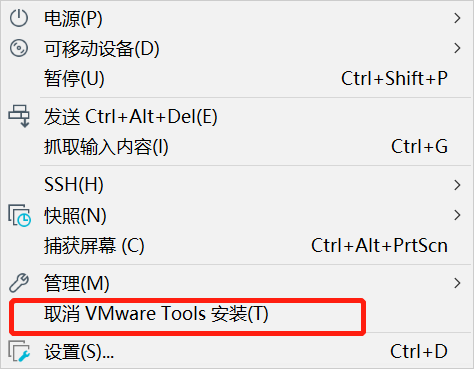 电源(P)
可移动设备(D)
暂停(U) Ctrl+Shift+P
发送 Ctrl+Alt+Del(E)
抓取输入内容(I) Ctrl+G
SSH(H)
快照(N)
捕获屏幕 (C) Ctrl+Alt+PrtScn
管理(M)
取消 VMware Tools 安装(T)
设置(S)... Ctrl+D